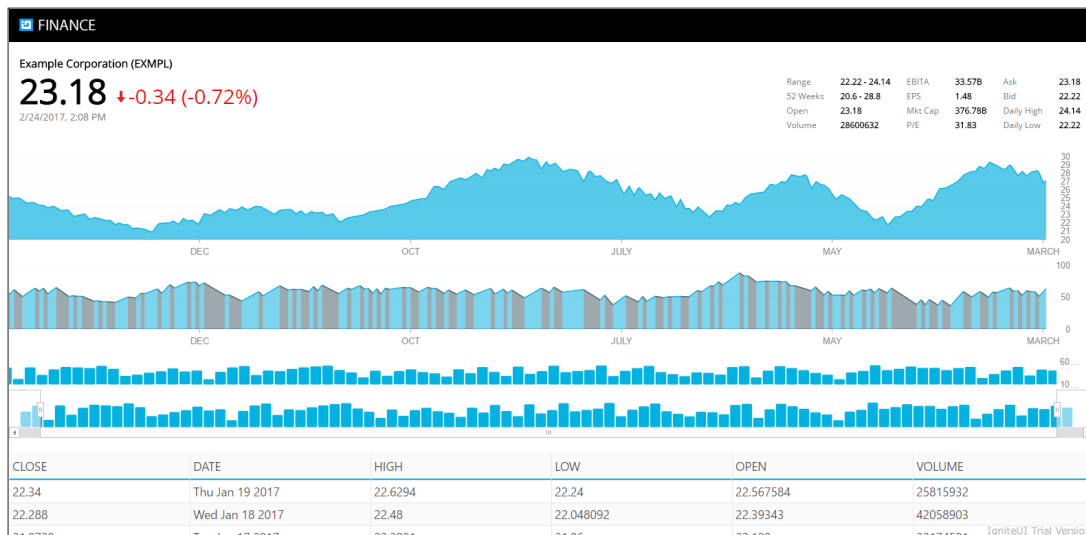 FINANCE
Example Corporation (EXMPL)
23.18 -0.34 (-0.72%)
2/24/2017, 2:08 PM
Range 22.22 - 24.14 EBITA 33.57B Ask 23.18
52 Weeks 20.6 - 28.8 EPS 1.48 Bid 22.22
Open 23.18 Mkt Cap 376.78B Daily High 24.14
Volume 28600632 P/E 31.83 Daily Low 22.22
30
29
28
27
26
25
24
23
22
21
20
DEC OCT JULY MAY MARCH
100
50
0
DEC OCT JULY MAY MARCH
60...
10...
CLOSE DATE HIGH LOW OPEN VOLUME
22.34 Thu Jan 19 2017 22.6294 22.24 22.567584 25815932
22.288 Wed Jan 18 2017 22.48 22.048092 22.39343 42058903
IgniteUI Trial Version